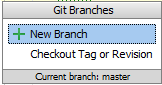 Git Branches
New Branch
Checkout Tag or Revision
Current branch: master